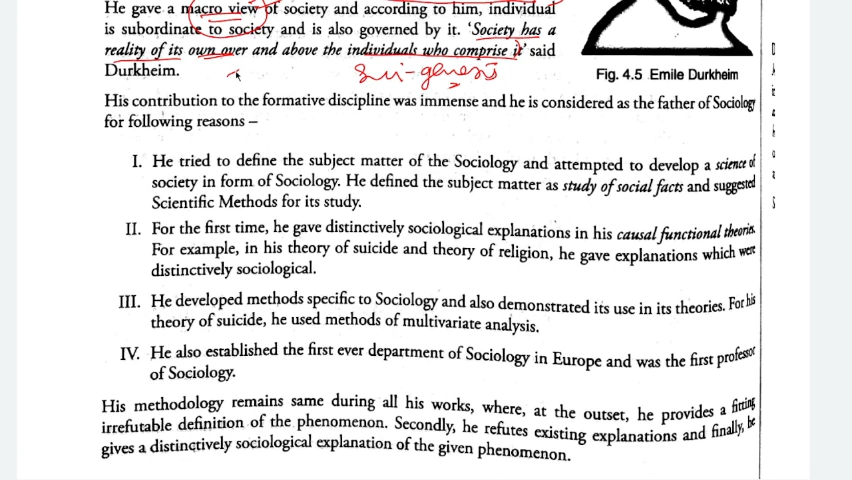 He gave a macro view of society and according to him, individual
is subordinate to society and is also governed by it. ‘Society has a
reality of its own over and above the individuals who comprise it’ said
Durkheim.
Sui-generis
Fig. 4.5 Emile Durkheim
His contribution to the formative discipline was immense and he is considered as the father of Sociology
for following reasons –
I. He tried to define the subject matter of the Sociology and attempted to develop a science of
society in form of Sociology. He defined the subject matter as study of social facts and suggested
Scientific Methods for its study.
II. For the first time, he gave distinctively sociological explanations in his causal functional theories.
For example, in his theory of suicide and theory of religion, he gave explanations which were
distinctively sociological.
III. He developed methods specific to Sociology and also demonstrated its use in its theories. For his
theory of suicide, he used methods of multivariate analysis.
IV. He also established the first ever department of Sociology in Europe and was the first professor
of Sociology.
His methodology remains same during all his works, where, at the outset, he provides a fitting
irrefutable definition of the phenomenon. Secondly, he refutes existing explanations and finally, he
gives a distinctively sociological explanation of the given phenomenon.